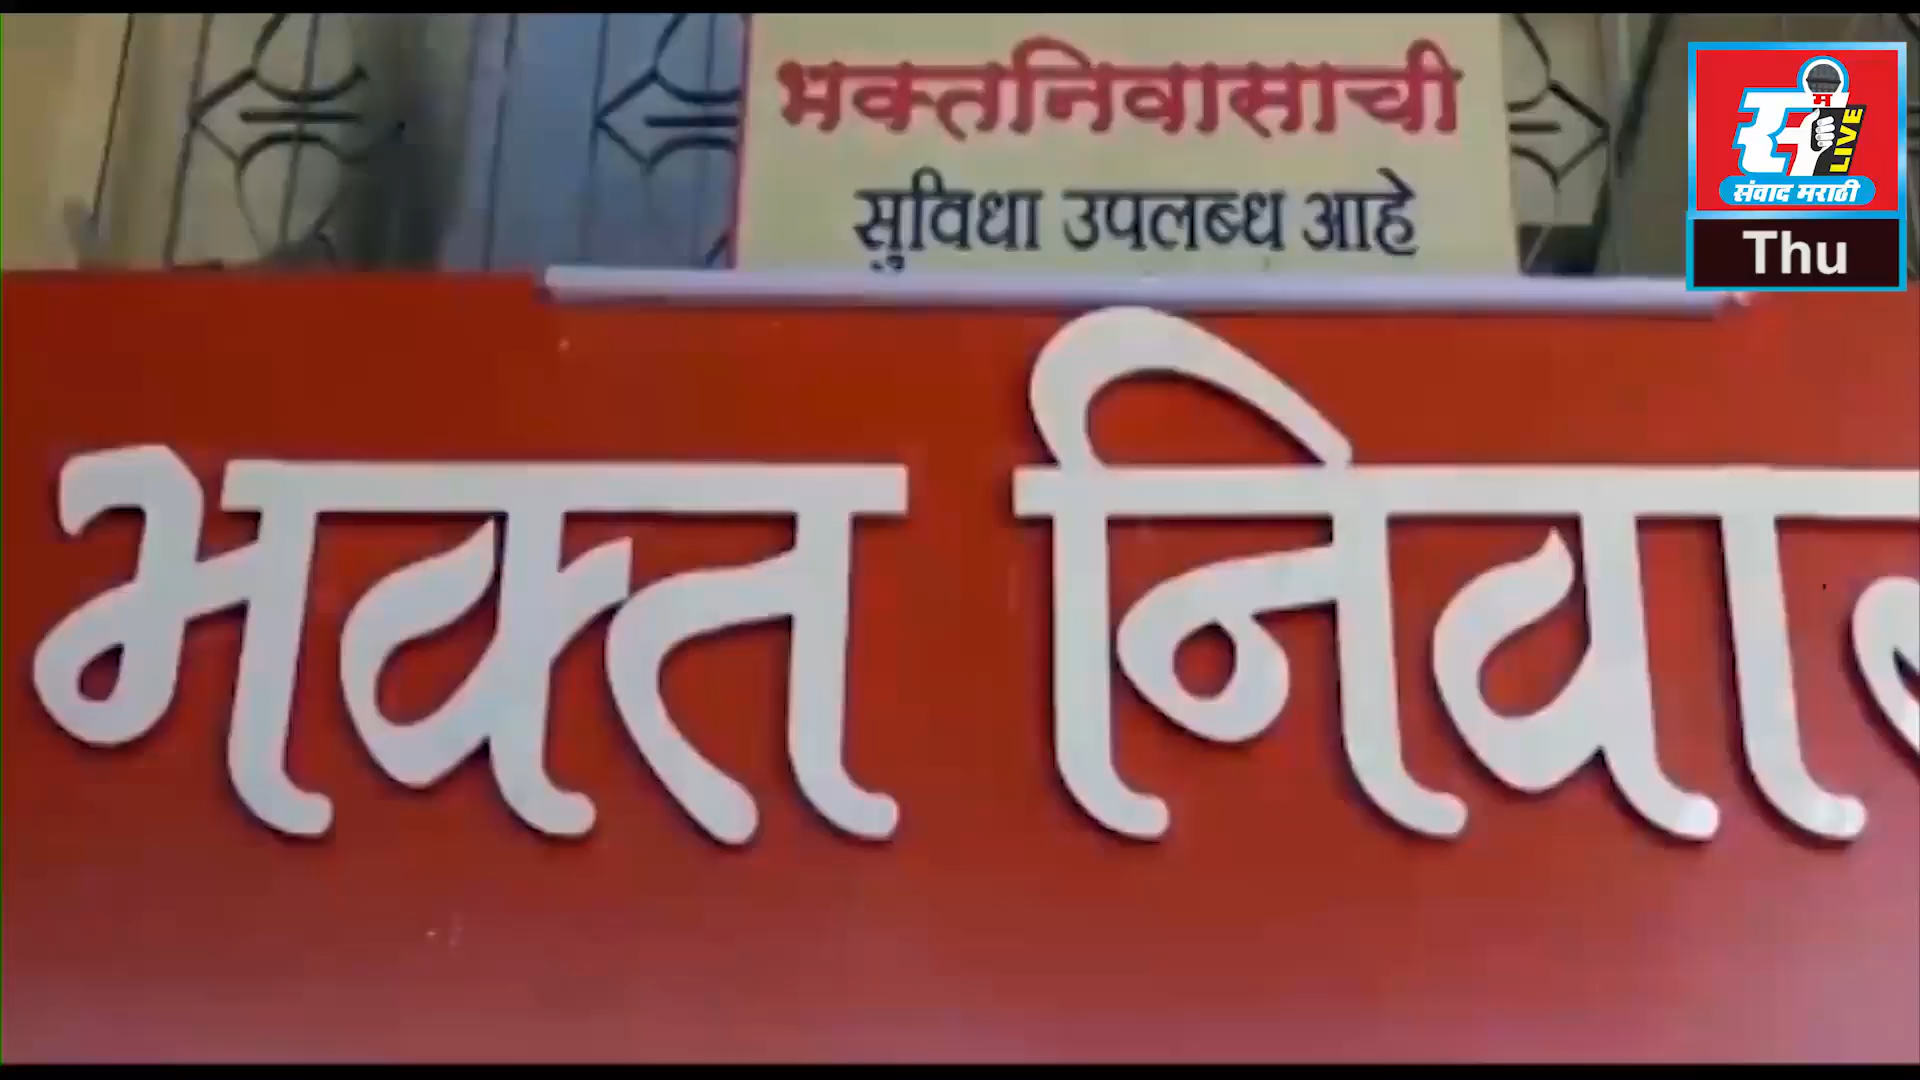 भक्तनिवासाची
सुविधा उपलब्ध आहे
स
म
LIVE
संवाद मराठी
Thu
भक्त निवा